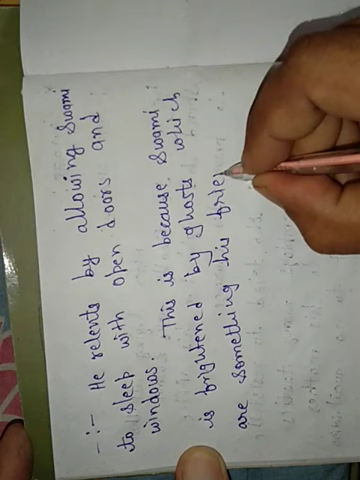 -:- He relents by allowing Swami
to sleep with open doors and
windows. This is because Swami
is frightened by ghosts which
are something his frie